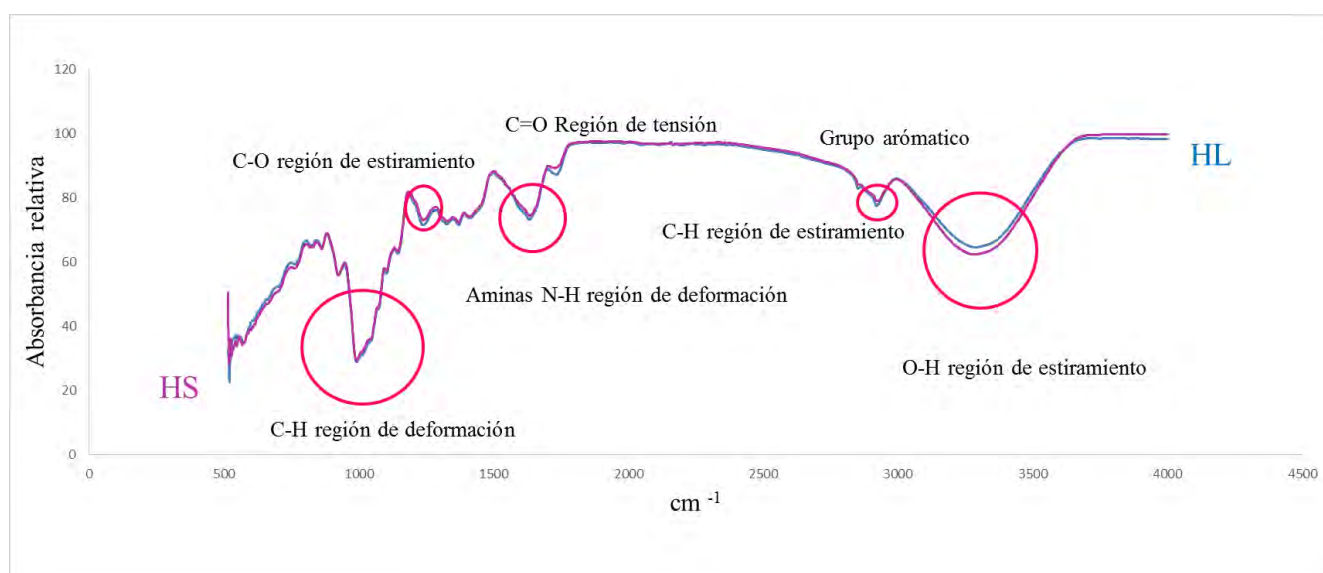 120
100
80
60
40
20
0
Absorbancia relativa
C=O Región de tensión
Grupo arómatico
C-O región de estiramiento
HL
C-H región de estiramiento
Aminas N-H región de deformación
O-H región de estiramiento
HS
C-H región de deformación
0 500 1000 1500 2000 2500 3000 3500 4000 4500
cm -1